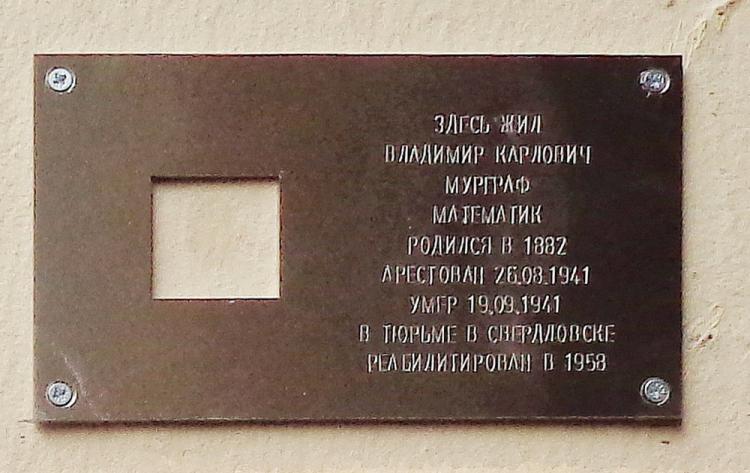 ЗДЕСЬ ЖИЛ
ВЛАДИМИР КАРЛОВИЧ
МУРГРАФ
МАТЕМАТИК
РОДИЛСЯ В 1882
АРЕСТОВАН 26.08.1941
УМЕР 19.09.1941
В ТЮРЬМЕ В СВЕРДЛОВСКЕ
РЕАБИЛИТИРОВАН В 1958